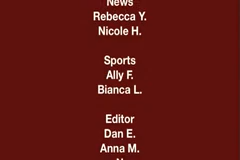 News
Rebecca Y.
Nicole H.
Sports
Ally F.
Bianca L.
Editor
Dan E.
Anna M.